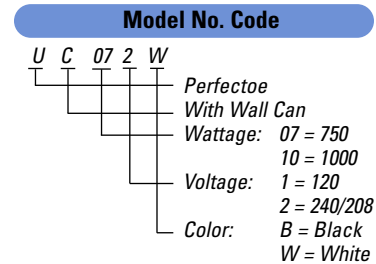 Model No. Code
U C 07 2 W
Perfectoe
With Wall Can
Wattage: 07 = 750
10 = 1000
Voltage: 1 = 120
2 = 240/208
Color: B = Black
W = White